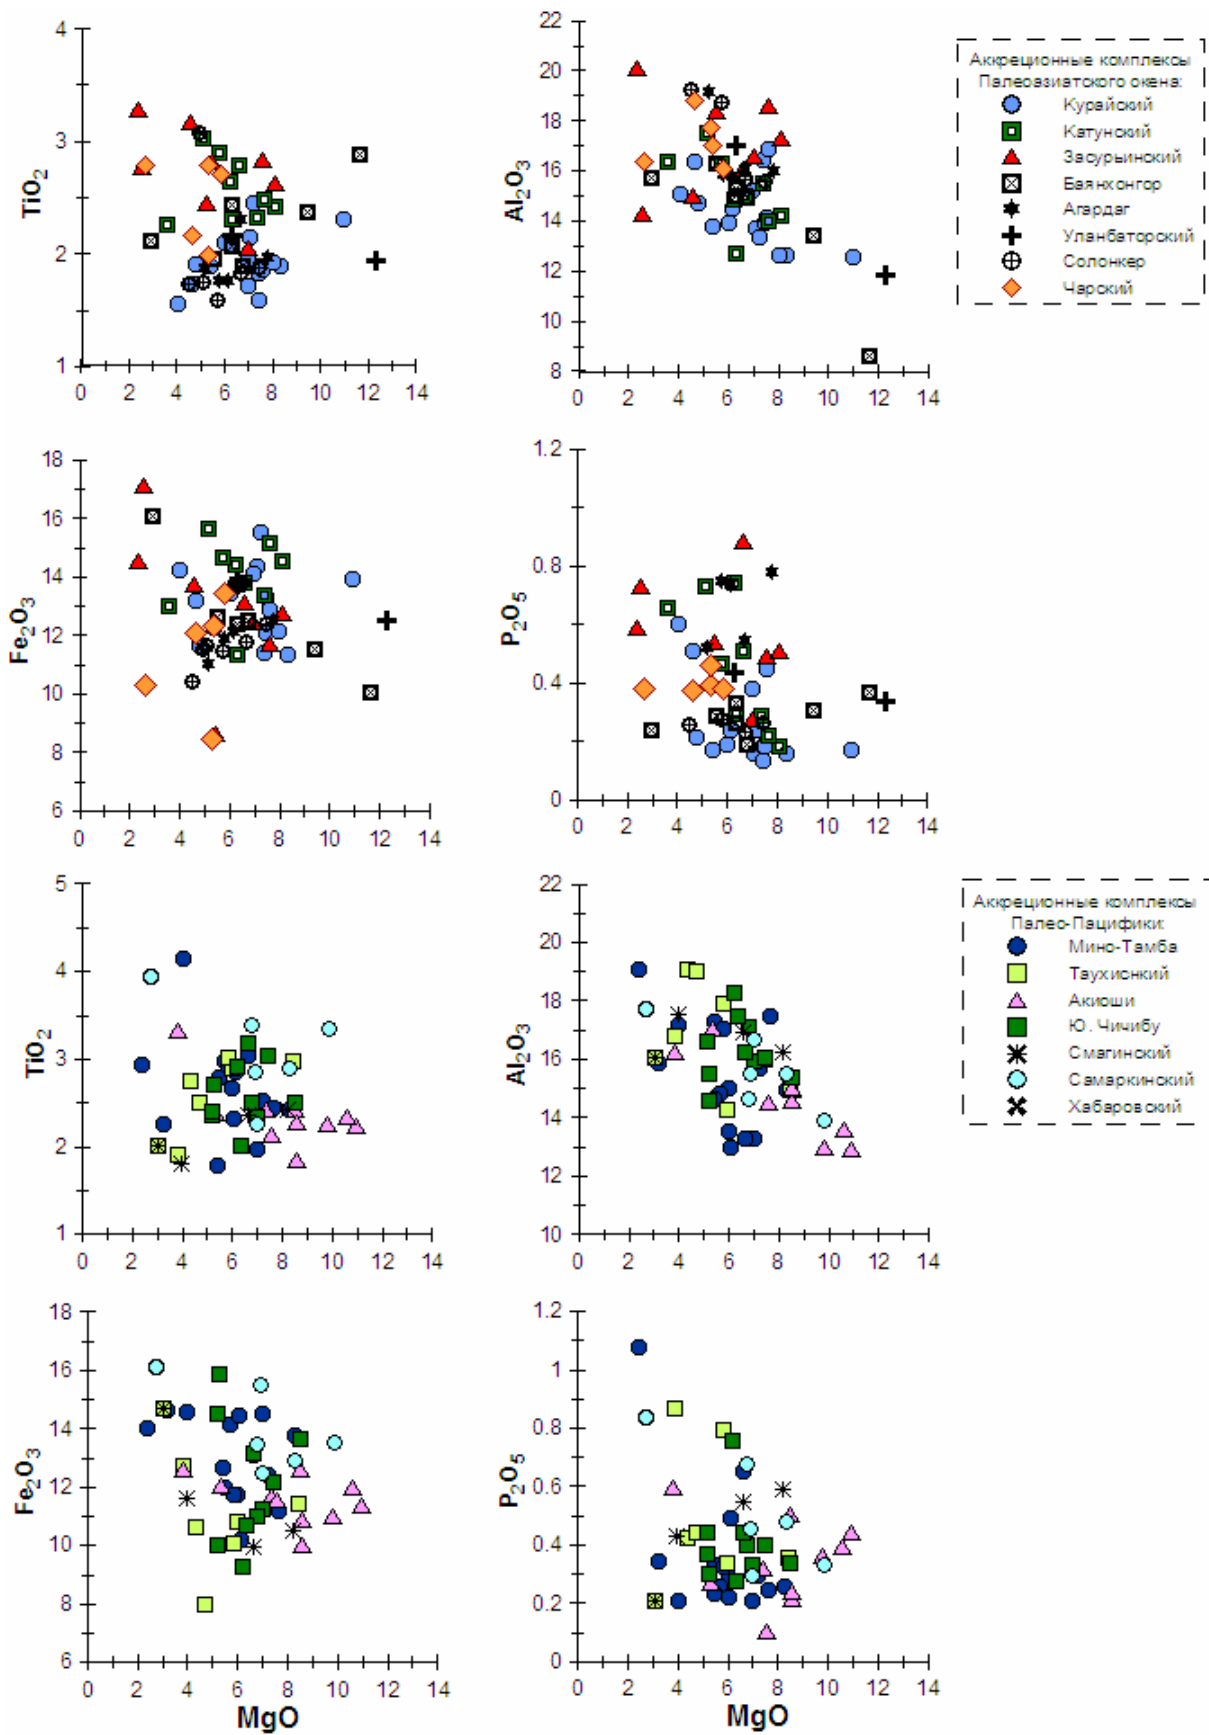 TiO2
4
3
2
1
0 2 4 6 8 10 12 14
Al2O3
22
20
18
16
14
12
10
8
0 2 4 6 8 10 12 14
Аккреционные комплексы
Палеоазиатского окена:
Курайский
Катунский
Засурьинский
Баянхонгор
Агардаг
Уланбаторский
Солонкер
Чарский
Fe2O3
18
16
14
12
10
8
6
0 2 4 6 8 10 12 14
P2O5
1.2
0.8
0.4
0
0 2 4 6 8 10 12 14
TiO2
5
4
3
2
1
0 2 4 6 8 10 12 14
Al2O3
22
20
18
16
14
12
10
0 2 4 6 8 10 12 14
Аккреционные комплексы
Палео-Пацифики:
Мино-Тамба
Таухиснкий
Акиоши
Ю. Чичибу
Смагинский
Самаркинский
Хабаровский
Fe2O3
18
16
14
12
10
8
6
0 2 4 6 8 10 12 14
MgO
P2O5
1.2
1
0.8
0.6
0.4
0.2
0
0 2 4 6 8 10 12 14
MgO